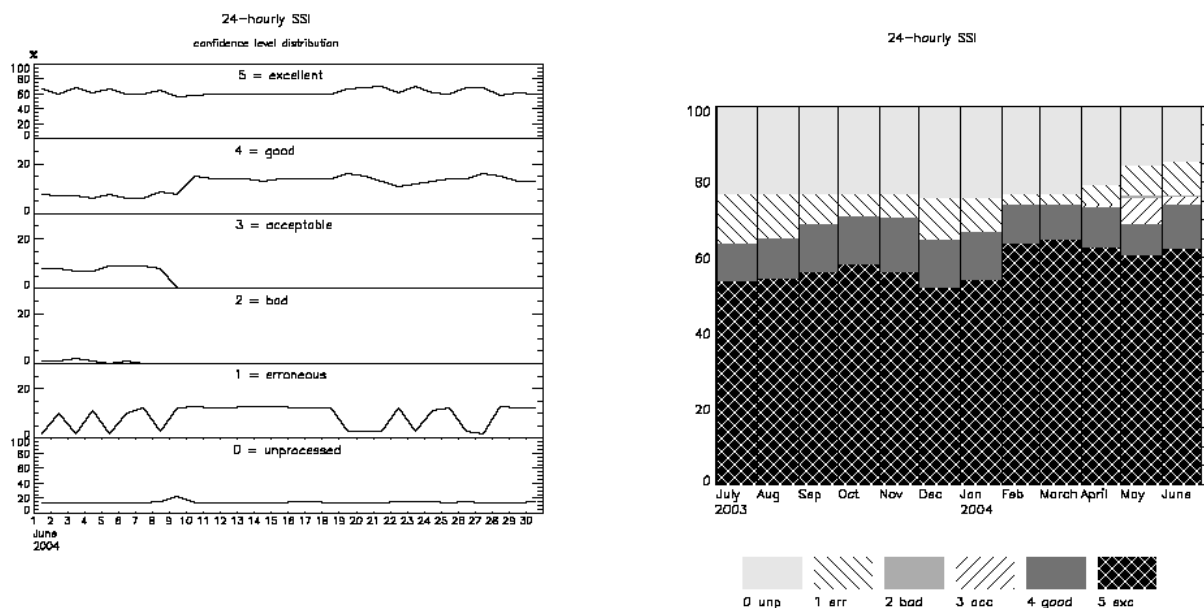 24-hourly SSI
confidence level distribution
%
100
80
60
40
20
0
5 = excellent
20
0
4 = good
20
0
3 = acceptable
20
0
2 = bad
20
1 = erroneous
100
80
60
40
20
0
0 = unprocessed
1 2 3 4 5 6 7 8 9 10 11 12 13 14 15 16 17 18 19 20 21 22 23 24 25 26 27 28 29 30
June
2004
24-hourly SSI
100
80
60
40
20
0
July Aug Sep Oct Nov Dec Jan Feb March April May June
2003 2004
0 unp 1 err 2 bad 3 acc 4 good 5 exc